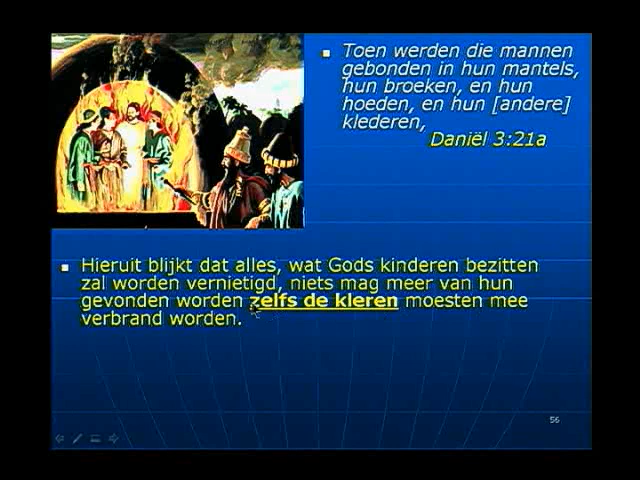 Toen werden die mannen
gebonden in hun mantels,
hun broeken, en hun
hoeden, en hun [andere]
klederen,
Daniël 3:21a
Hieruit blijkt dat alles, wat Gods kinderen bezitten
zal worden vernietigd, niets mag meer van hun
gevonden worden zelfs de kleren moesten mee
verbrand worden.
56